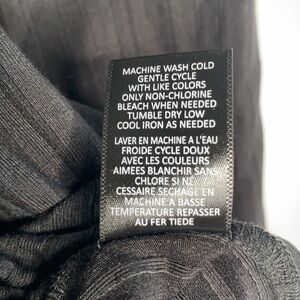 MACHINE WASH COLD
GENTLE CYCLE
WITH LIKE COLORS
ONLY NON-CHLORINE
BLEACH WHEN NEEDED
TUMBLE DRY LOW
COOL IRON AS NEEDED
LAVER EN MACHINE A L'EAU
FROIDE CYCLE DOUX
AVEC LES COULEURS
AIMEES BLANCHIR SANS
CHLORE SI NE
CESSAIRE SECHAGE EN
MACHINE A BASSE
TEMPERATURE REPASSER
AU FER TIEDE